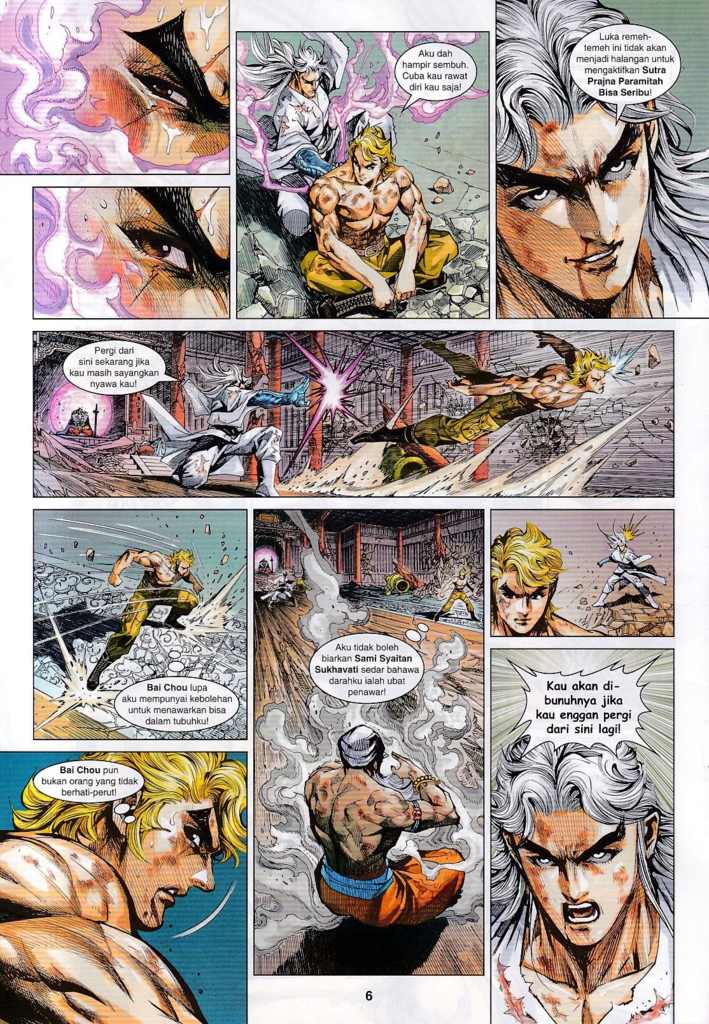 Aku dah
hampir sembuh.
Cuba kau rawat
diri kau saja!
Luka remeh-
temeh ini tidak akan
menjadi halangan untuk
mengaktifkan Sutra
Prajna Paramitah
Bisa Seribu!
Pergi dari
sini sekarang jika
kau masih sayangkan
nyawa kau!
Bai Chou lupa
aku mempunyai kebolehan
untuk menawarkan bisa
dalam tubuhku!
Bai Chou pun
bukan orang yang tidak
berhati-perut!
Aku tidak boleh
biarkan Sami Syaitan
Sukhavati sedar bahawa
darahku ialah ubat
penawar!
Kau akan di-
bunuhnya jika
kau enggan pergi
dari sini lagi!
6